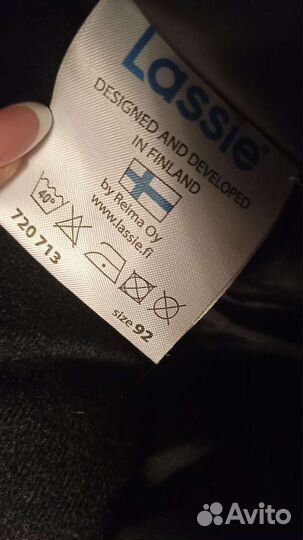 Lassie®
DESIGNED AND DEVELOPED
IN FINLAND
by Reima Oy
www.lassie.fi
40°
720 713
size 92
Avito